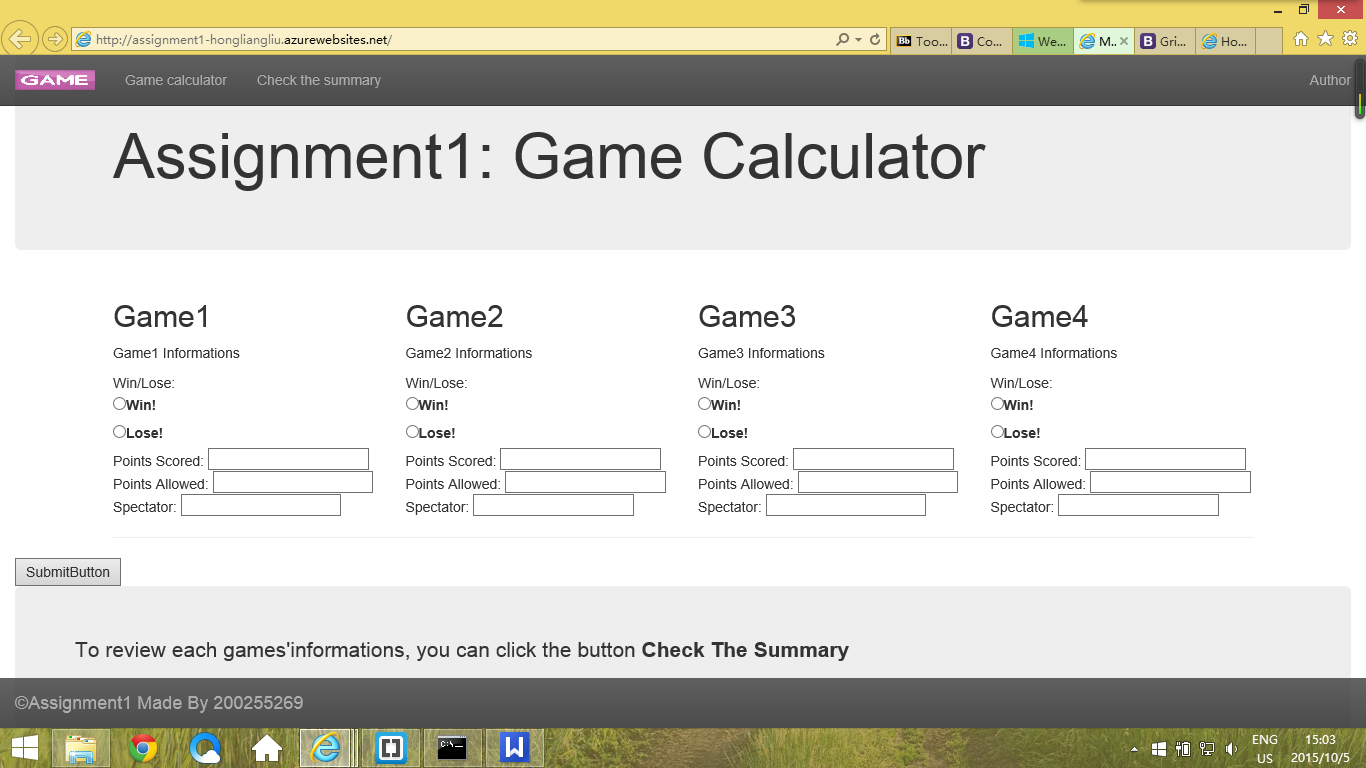 http://assignment1-hongliangliu.azurewebsites.net/
Bb Too... B Co... We... M... B Gri... Ho...
GAME Game calculator Check the summary Author
Assignment1: Game Calculator
Game1 Game2 Game3 Game4
Game1 Informations Game2 Informations Game3 Informations Game4 Informations
Win/Lose: Win/Lose: Win/Lose: Win/Lose:
Win! Win! Win! Win!
Lose! Lose! Lose! Lose!
Points Scored: Points Scored: Points Scored: Points Scored:
Points Allowed: Points Allowed: Points Allowed: Points Allowed:
Spectator: Spectator: Spectator: Spectator:
SubmitButton
To review each games'informations, you can click the button Check The Summary
©Assignment1 Made By 200255269
C:\_
W
ENG 15:03
US 2015/10/5